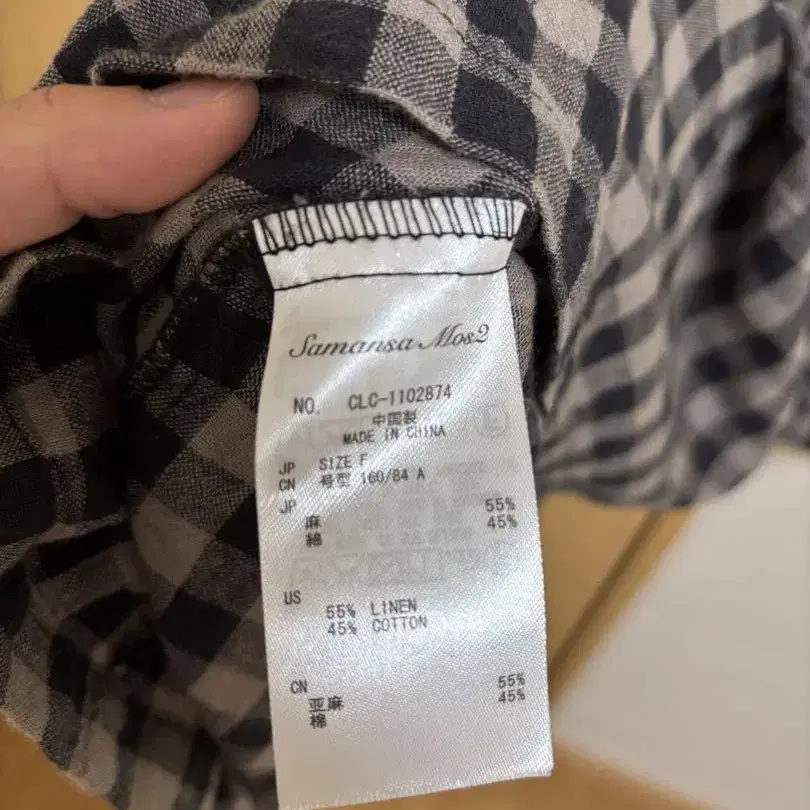 Samansa Mos2
NO. CLC-1102874
中国製
MADE IN CHINA
JP SIZE F
CN 号型 160/84 A
JP
麻 55%
綿 45%
US
55% LINEN
45% COTTON
CN
亚麻 55%
棉 45%